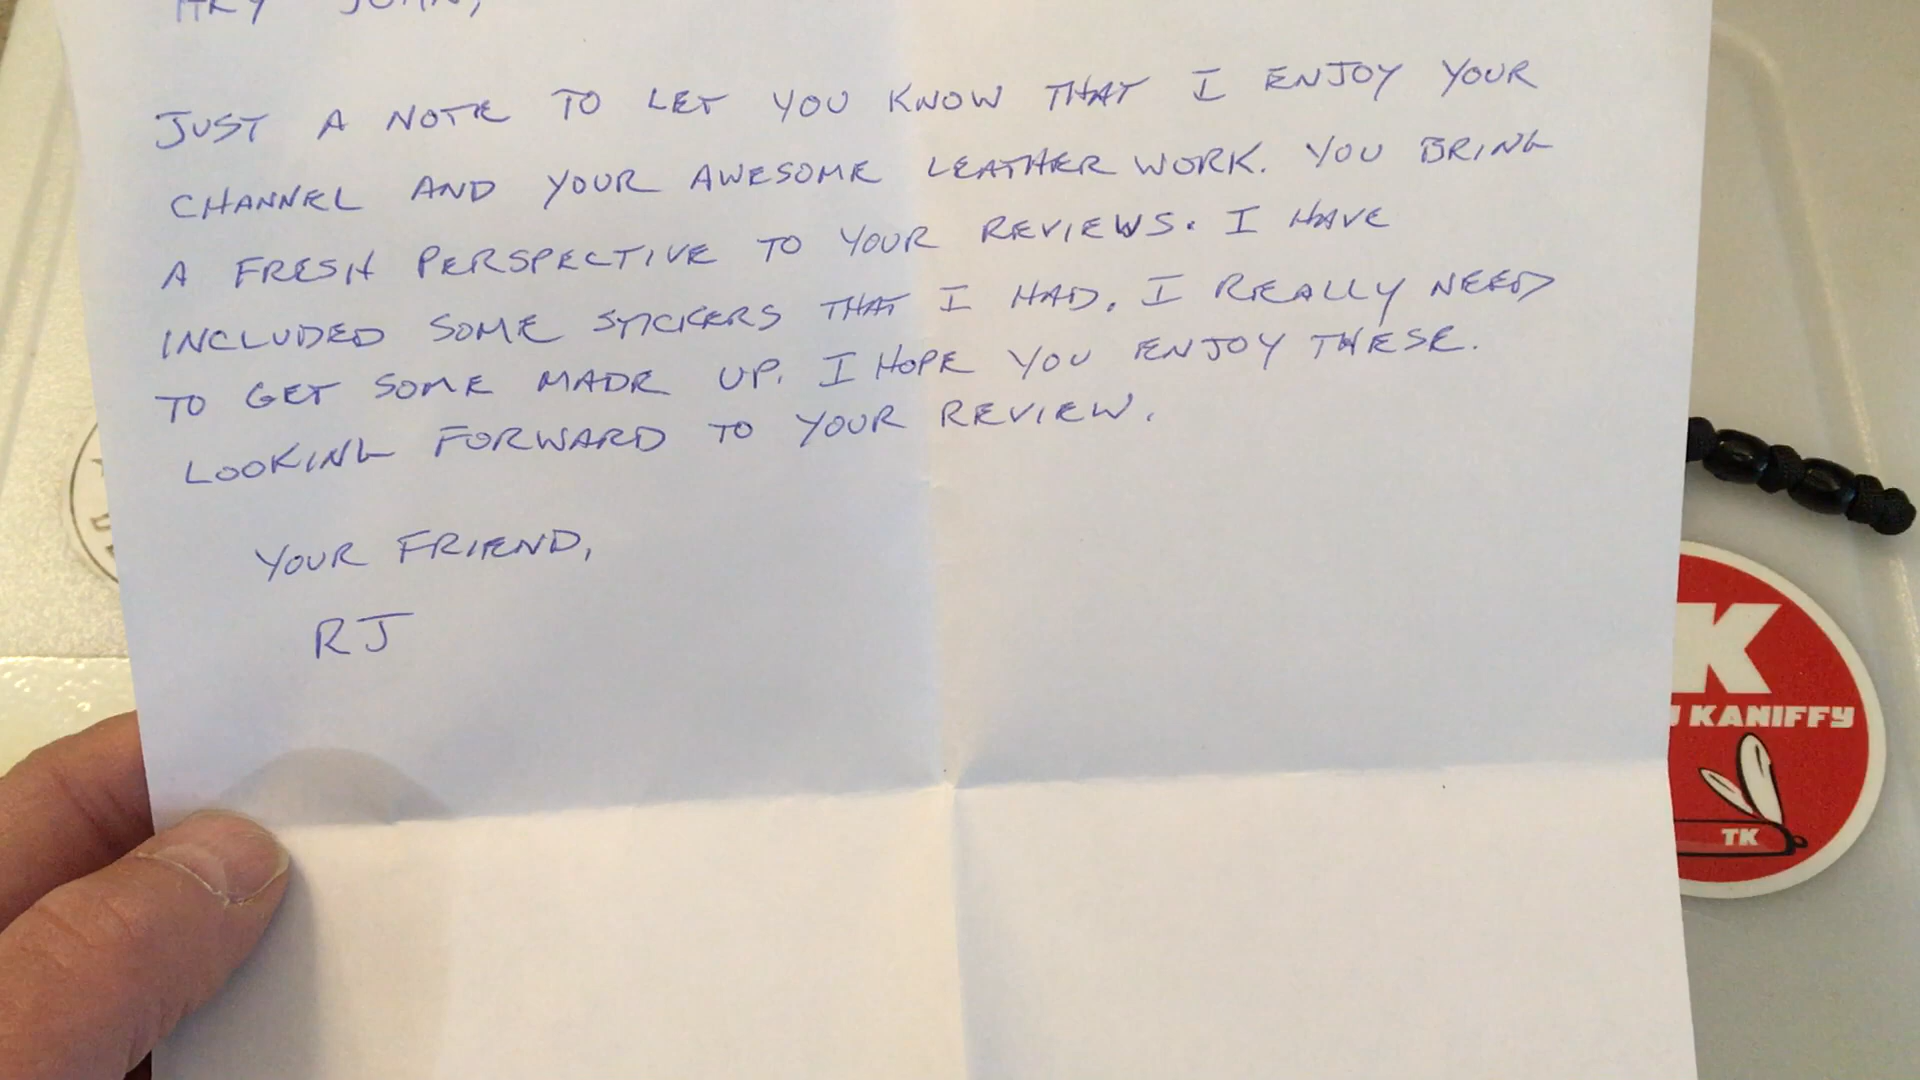 HEY JOHN,
JUST A NOTE TO LET YOU KNOW THAT I ENJOY YOUR
CHANNEL AND YOUR AWESOME LEATHER WORK. YOU BRING
A FRESH PERSPECTIVE TO YOUR REVIEWS. I HAVE
INCLUDED SOME STICKERS THAT I HAD. I REALLY NEED
TO GET SOME MADE UP. I HOPE YOU ENJOY THESE.
LOOKING FORWARD TO YOUR REVIEW.
YOUR FRIEND,
RJ
K
KANIFFY
TK